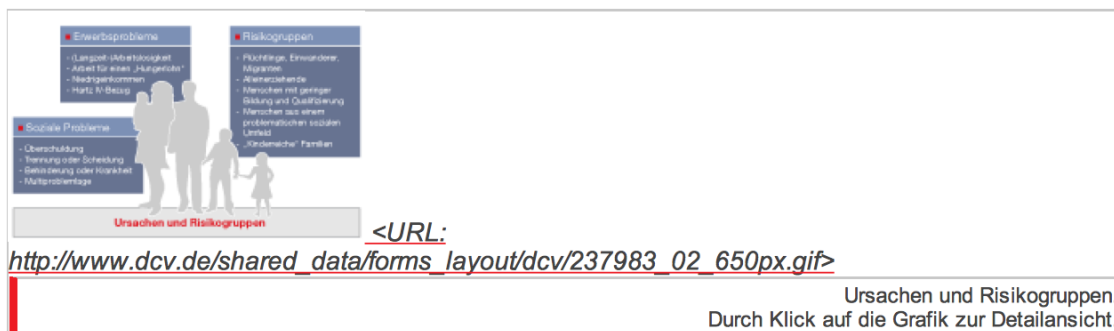 Erwerbsprobleme
- (Langzeit-)Arbeitslosigkeit
- Arbeit für einen „Hungerlohn“
- Niedrigeinkommen
- Hartz IV-Bezug
Risikogruppen
- Flüchtlinge, Einwanderer,
Migranten
- Alleinerziehende
- Menschen mit geringer
Bildung und Qualifizierung
- Menschen aus einem
problematischen sozialen
Umfeld
- „Kinderreiche“ Familien
Soziale Probleme
- Überschuldung
- Trennung oder Scheidung
- Behinderung oder Krankheit
- Multiproblemlage
Ursachen und Risikogruppen
<URL:
http://www.dcv.de/shared_data/forms_layout/dcv/237983_02_650px.gif>
Ursachen und Risikogruppen
Durch Klick auf die Grafik zur Detailansicht